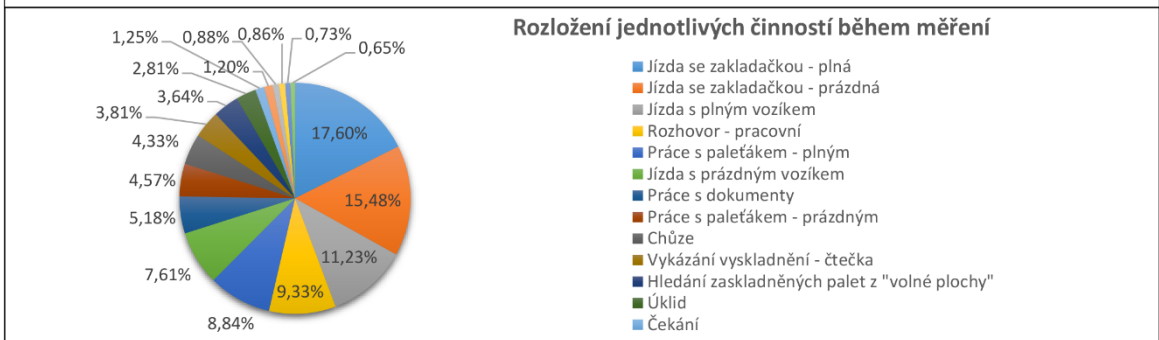 Rozložení jednotlivých činností během měření
1,25%
0,88%
0,86%
0,73%
0,65%
2,81%
1,20%
3,64%
3,81%
4,33%
4,57%
5,18%
7,61%
8,84%
9,33%
11,23%
15,48%
17,60%
Jízda se zakladačkou - plná
Jízda se zakladačkou - prázdná
Jízda s plným vozíkem
Rozhovor - pracovní
Práce s paleťákem - plným
Jízda s prázdným vozíkem
Práce s dokumenty
Práce s paleťákem - prázdným
Chůze
Vykázání vyskladnění - čtečka
Hledání zaskladněných palet z "volné plochy"
Úklid
Čekání